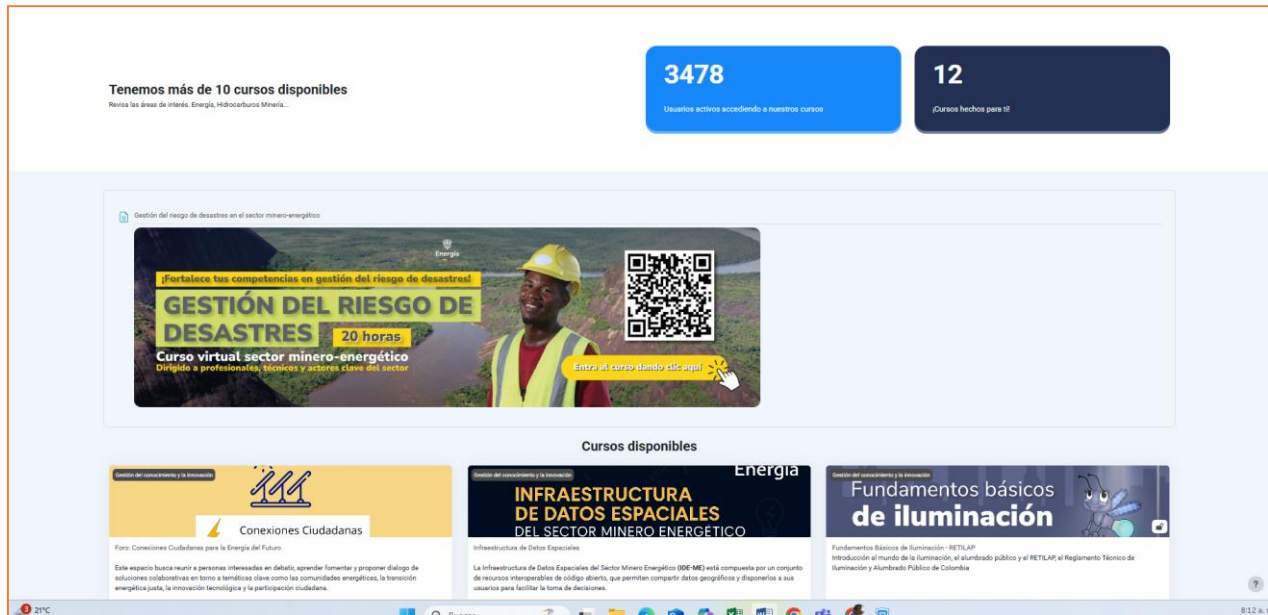 Tenemos más de 10 cursos disponibles
Revisa las áreas de interés. Energía, Hidrocarburos Minería...
3478
Usuarios activos accediendo a nuestros cursos
12
¡Cursos hechos para ti!
Gestión del riesgo de desastres en el sector minero-energético
Energía
¡Fortalece tus competencias en gestión del riesgo de desastres!
GESTIÓN DEL RIESGO DE
DESASTRES
20 horas
Curso virtual sector minero-energético
Dirigido a profesionales, técnicos y actores clave del sector
Entra al curso dando clic aquí
Cursos disponibles
Gestión del conocimiento y la innovación
Conexiones Ciudadanas
Foro: Conexiones Ciudadanas para la Energía del Futuro
Este espacio busca reunir a personas interesadas en debatir, aprender fomentar y proponer dialogo de
soluciones colaborativas en torno a temáticas clave como las comunidades energéticas, la transición
energética justa, la innovación tecnológica y la participación ciudadana.
Gestión del conocimiento y la innovación
Energía
INFRAESTRUCTURA
DE DATOS ESPACIALES
DEL SECTOR MINERO ENERGÉTICO
Infraestructura de Datos Espaciales
La Infraestructura de Datos Espaciales del Sector Minero Energético (IDE-ME) está compuesta por un conjunto
de recursos interoperables de código abierto, que permiten compartir datos geográficos y disponerlos a sus
usuarios para facilitar la toma de decisiones.
Gestión del conocimiento y la innovación
Fundamentos básicos
de iluminación
Fundamentos Básicos de Iluminación - RETILAP
Introducción al mundo de la iluminación, el alumbrado público y el RETILAP, el Reglamento Técnico de
Iluminación y Alumbrado Público de Colombia
?
3
21°C
Buscar
8:12 a.